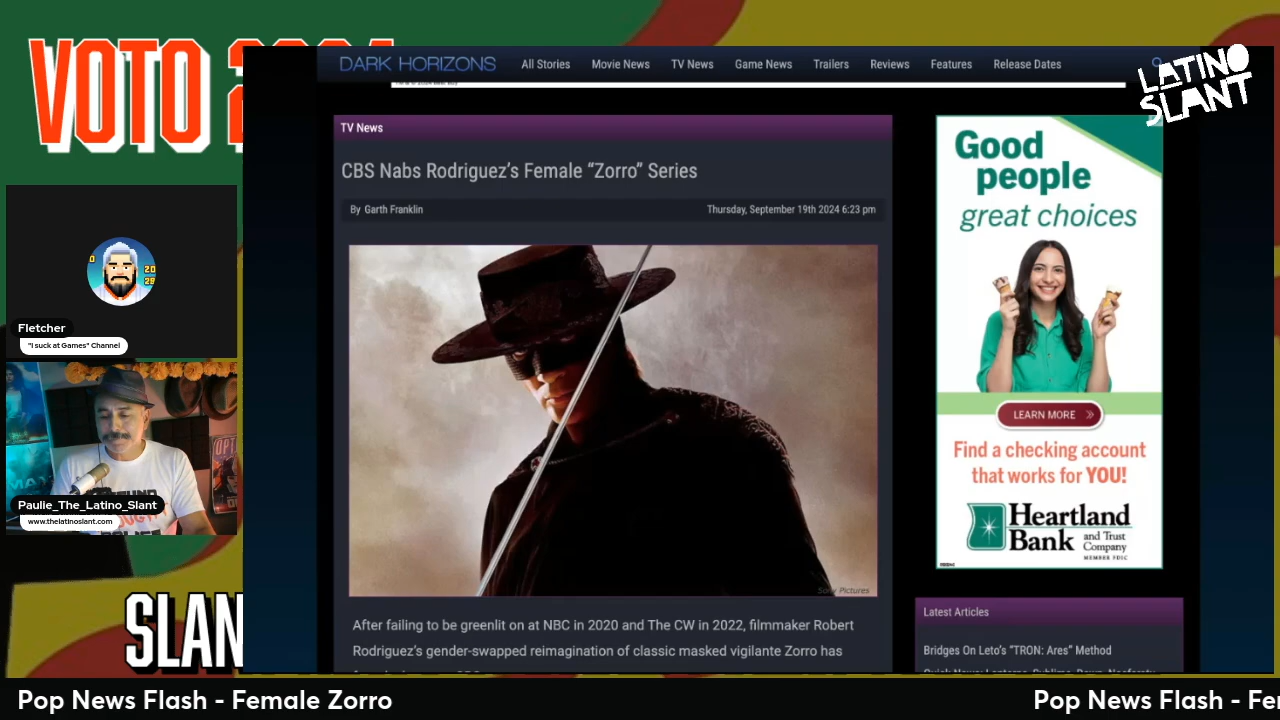 VOTO
DARK HORIZONS
All Stories
Movie News
TV News
Game News
Trailers
Reviews
Features
Release Dates
LATINO
SLANT
TV News
CBS Nabs Rodriguez's Female "Zorro" Series
By Garth Franklin
Thursday, September 19th 2024 6:23 pm
Sony Pictures
After failing to be greenlit on at NBC in 2020 and The CW in 2022, filmmaker Robert
Rodriguez's gender-swapped reimagination of classic masked vigilante Zorro has
Good
people
great choices
LEARN MORE
Find a checking account
that works for YOU!
Heartland
Bank
and Trust
Company
MEMBER FDIC
Latest Articles
Bridges On Leto's "TRON: Ares" Method
Fletcher
"I suck at Games" Channel
Paulie_The_Latino_Slant
www.thelatinoslant.com
SLAN
Pop News Flash - Female Zorro
Pop News Flash - Fe